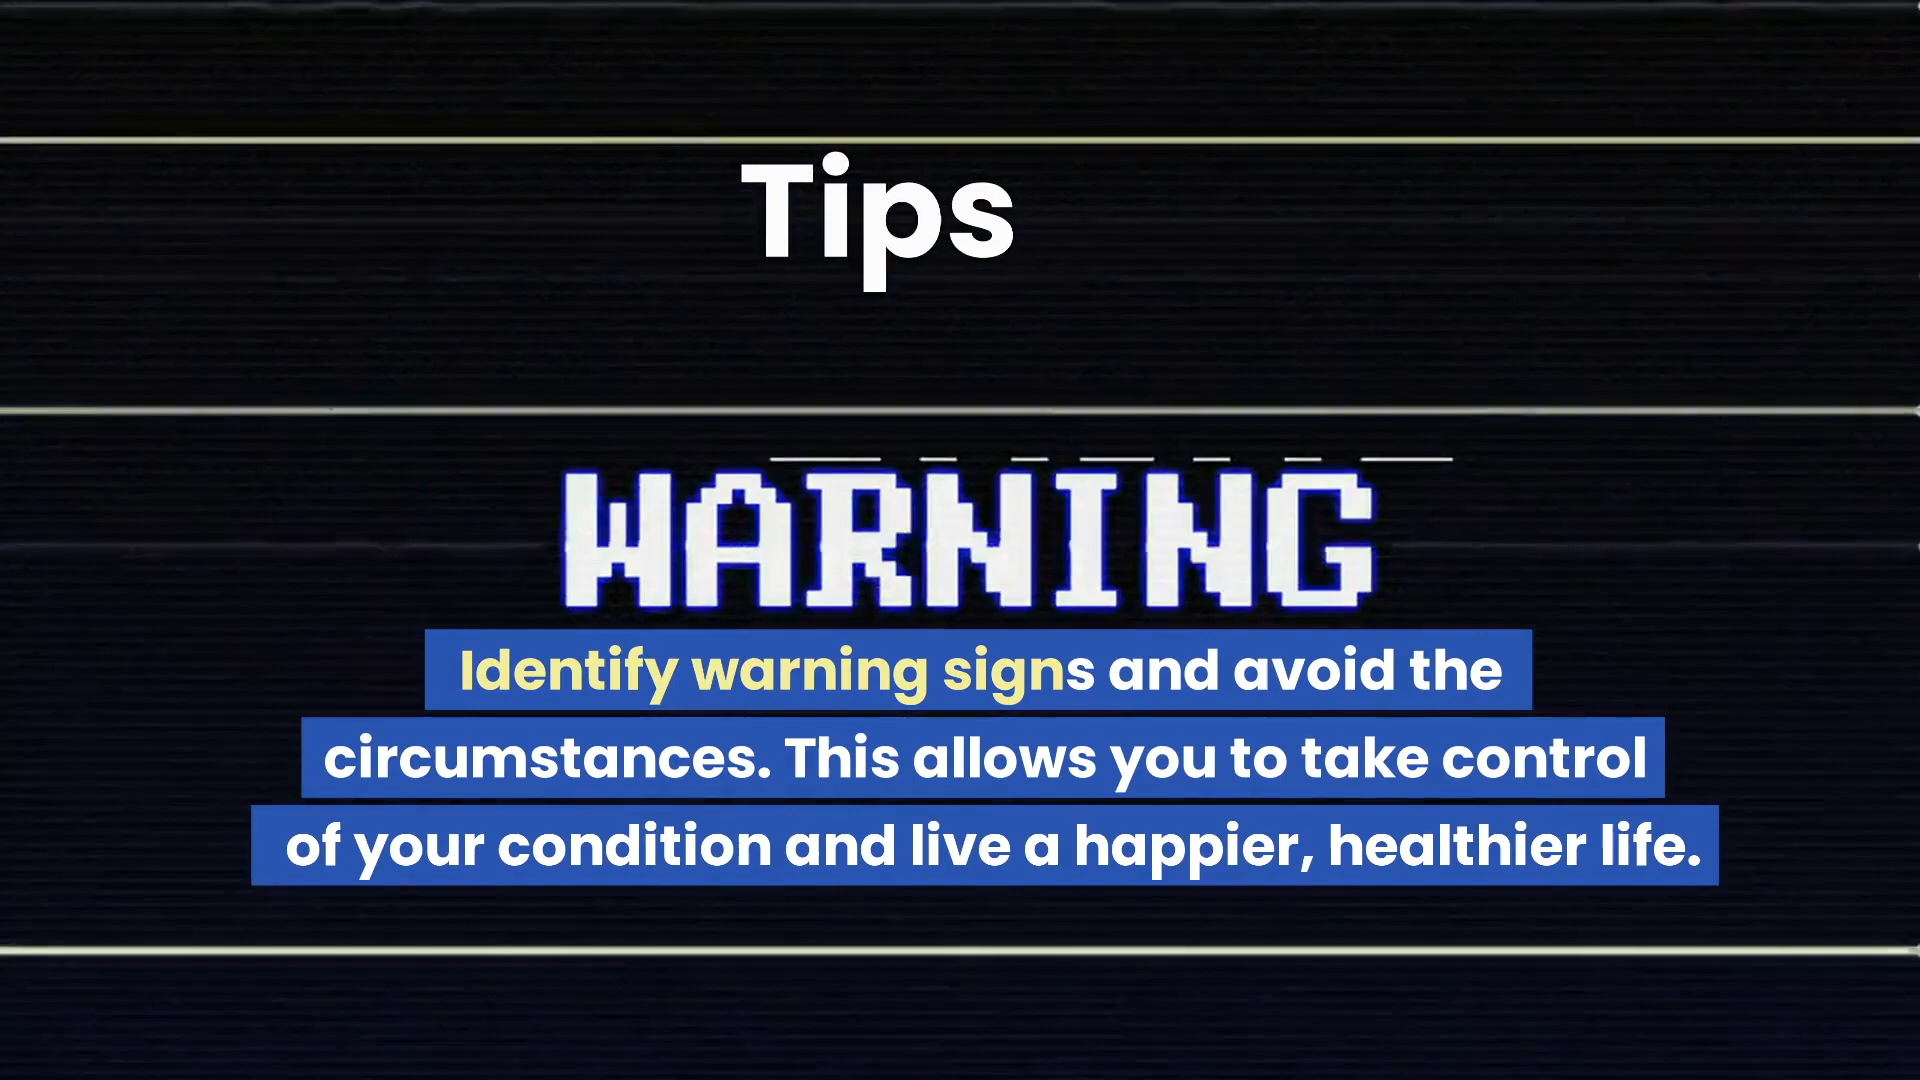 Tips
WARNING
Identify warning signs and avoid the
circumstances. This allows you to take control
of your condition and live a happier, healthier life.